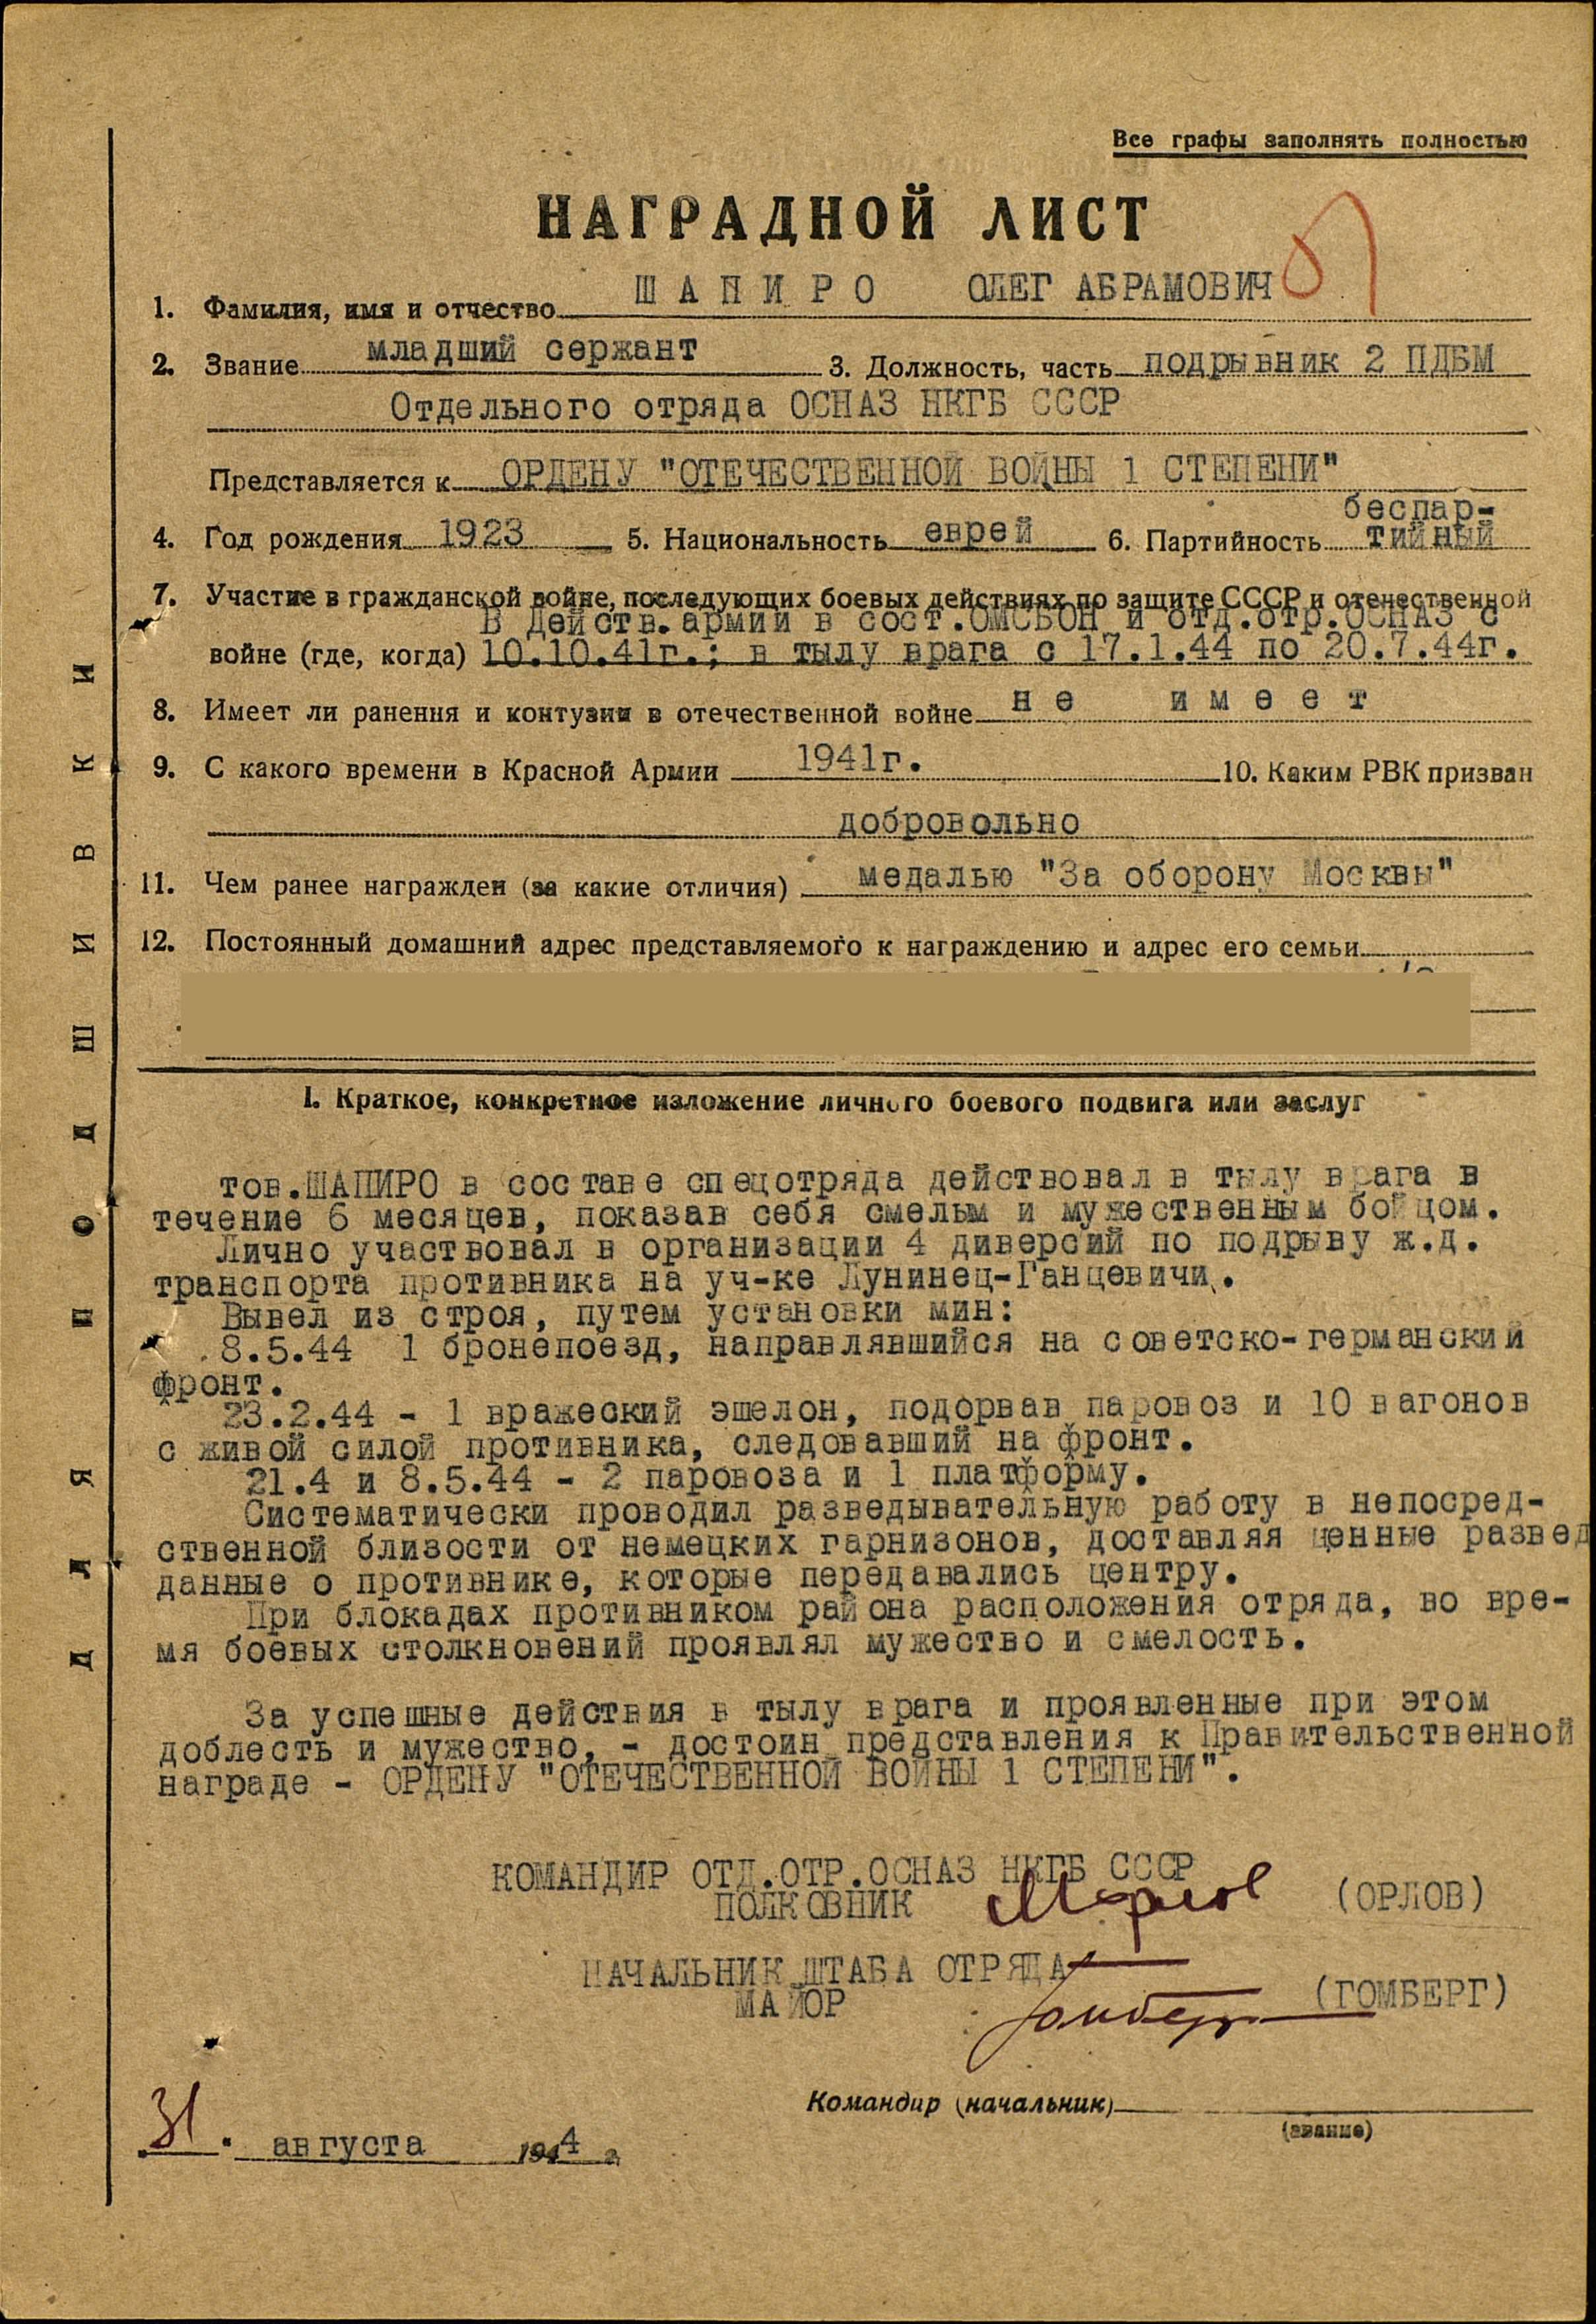 Все графы заполнять полностью
НАГРАДНОЙ ЛИСТ
1. Фамилия, имя и отчество ШАПИРО ОЛЕГ АБРАМОВИЧ
2. Звание младший сержант 3. Должность, часть подрывник 2 ПДБМ
Отдельного отряда ОСНАЗ НКГБ СССР
Представляется к ОРДЕНУ "ОТЕЧЕСТВЕННОЙ ВОЙНЫ 1 СТЕПЕНИ"
беспар-
4. Год рождения 1923 5. Национальность еврей 6. Партийность тийный
7. Участие в гражданской войне, последующих боевых действиях по защите СССР и отечественной
В действ.армии в сост.ОМСБОН и отд.отр.ОСНАЗ с
войне (где, когда) 10.10.41г.; в тылу врага с 17.1.44 по 20.7.44г.
8. Имеет ли ранения и контузии в отечественной войне не имеет
9. С какого времени в Красной Армии 1941г. 10. Каким РВК призван
добровольно
11. Чем ранее награжден (за какие отличия) медалью "За оборону Москвы"
12. Постоянный домашний адрес представляемого к награждению и адрес его семьи
I. Краткое, конкретное изложение личного боевого подвига или заслуг
тов.ШАПИРО в составе спецотряда действовал в тылу врага в
течение 6 месяцев, показав себя смелым и мужественным бойцом.
Лично участвовал в организации 4 диверсий по подрыву ж.д.
транспорта противника на уч-ке Лунинец-Ганцевичи.
Вывел из строя, путем установки мин:
8.5.44 1 бронепоезд, направлявшийся на советско-германский
фронт.
23.2.44 - 1 вражеский эшелон, подорвав паровоз и 10 вагонов
с живой силой противника, следовавший на фронт.
21.4 и 8.5.44 - 2 паровоза и 1 платформу.
Систематически проводил разведывательную работу в непосред-
ственной близости от немецких гарнизонов, доставляя ценные развед
данные о противнике, которые передавались центру.
При блокадах противником района расположения отряда, во вре-
мя боевых столкновений проявлял мужество и смелость.
За успешные действия в тылу врага и проявленные при этом
доблесть и мужество, - достоин представления к Правительственной
награде - ОРДЕНУ "ОТЕЧЕСТВЕННОЙ ВОЙНЫ 1 СТЕПЕНИ".
КОМАНДИР ОТД.ОТР.ОСНАЗ НКГБ СССР
ПОЛКОВНИК (ОРЛОВ)
НАЧАЛЬНИК ШТАБА ОТРЯДА
МАЙОР Гомберг (ГОМБЕРГ)
Командир (начальник)
(звание)
31. августа 1944 г.
ДЛЯ ПОДШИВКИ